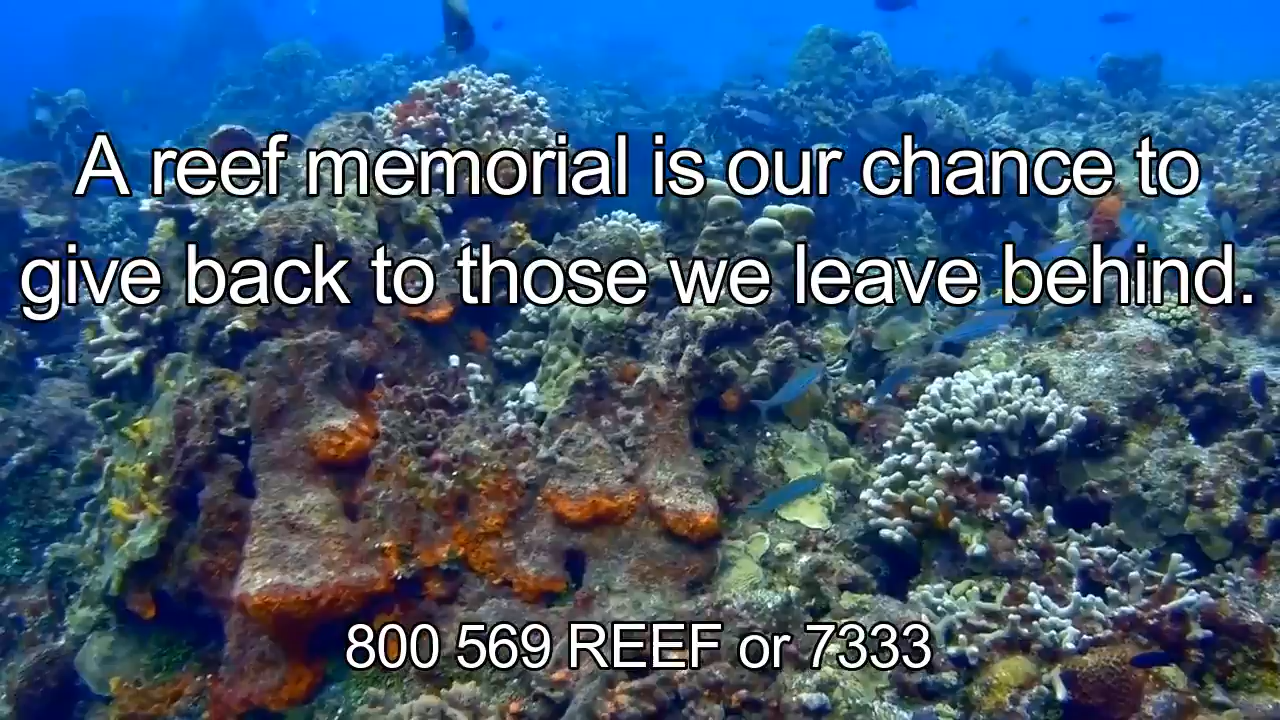 A reef memorial is our chance to
give back to those we leave behind.
800 569 REEF or 7333